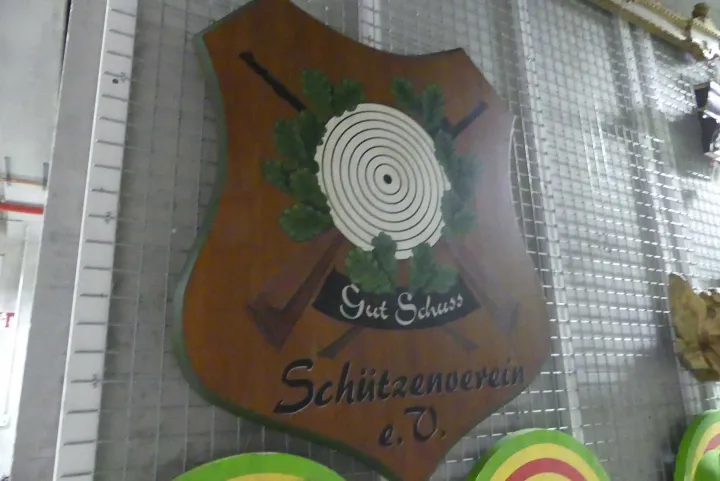 Gut Schuss
Schützenverein
e.V.